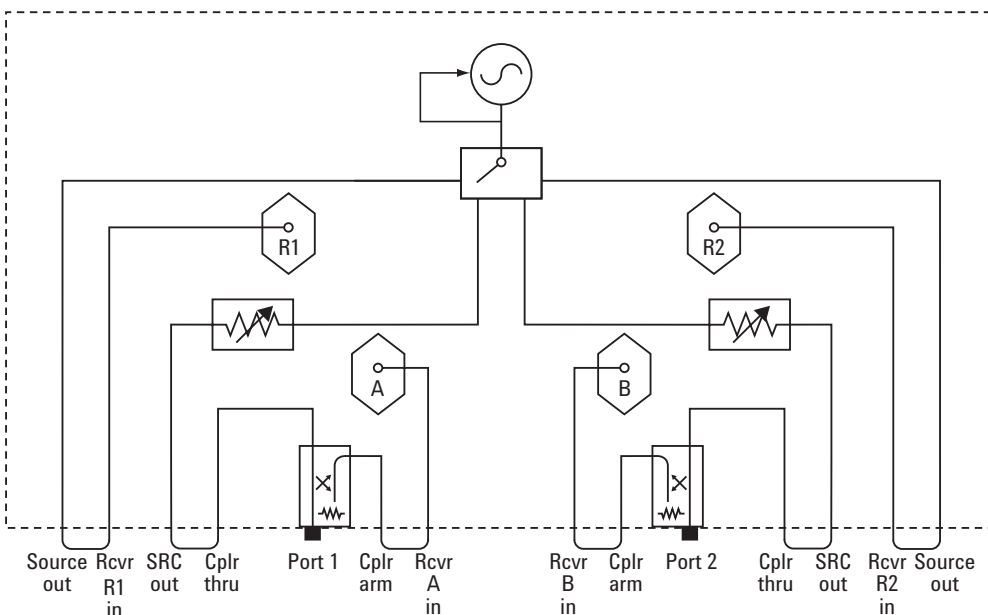 R1
R2
A
B
Source out
Rcvr R1 in
SRC out
Cplr thru
Port 1
Cplr arm
Rcvr A in
Rcvr B in
Cplr arm
Port 2
Cplr thru
SRC out
Rcvr R2 in
Source out